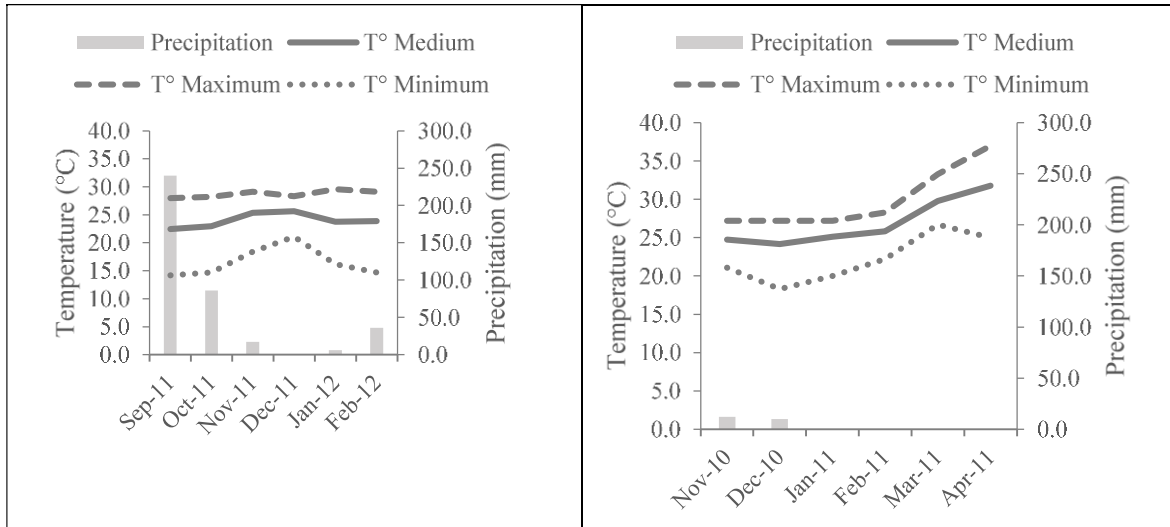 Precipitation T° Medium
T° Maximum T° Minimum
Temperature (°C)
40.0
35.0
30.0
25.0
20.0
15.0
10.0
5.0
0.0
300.0
250.0
200.0
150.0
100.0
50.0
0.0
Precipitation (mm)
Sep-11
Oct-11
Nov-11
Dec-11
Jan-12
Feb-12
Precipitation T° Medium
T° Maximum T° Minimum
Temperature (°C)
40.0
35.0
30.0
25.0
20.0
15.0
10.0
5.0
0.0
300.0
250.0
200.0
150.0
100.0
50.0
0.0
Precipitation (mm)
Nov-10
Dec-10
Jan-11
Feb-11
Mar-11
Apr-11